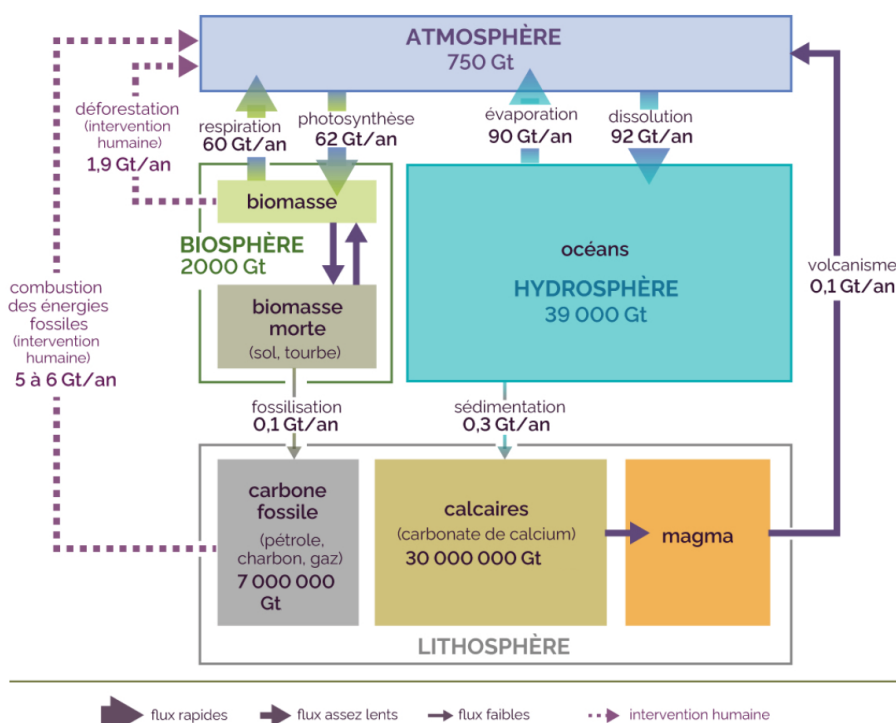 ATMOSPHÈRE
750 Gt
déforestation
(intervention
humaine)
1,9 Gt/an
respiration
60 Gt/an
photosynthèse
62 Gt/an
évaporation
90 Gt/an
dissolution
92 Gt/an
biomasse
BIOSPHÈRE
2000 Gt
biomasse
morte
(sol, tourbe)
océans
HYDROSPHÈRE
39 000 Gt
volcanisme
0,1 Gt/an
combustion
des énergies
fossiles
(intervention
humaine)
5 à 6 Gt/an
fossilisation
0,1 Gt/an
sédimentation
0,3 Gt/an
carbone
fossile
(pétrole,
charbon, gaz)
7 000 000
Gt
calcaires
(carbonate de calcium)
30 000 000 Gt
magma
LITHOSPHÈRE
flux rapides
flux assez lents
flux faibles
intervention humaine